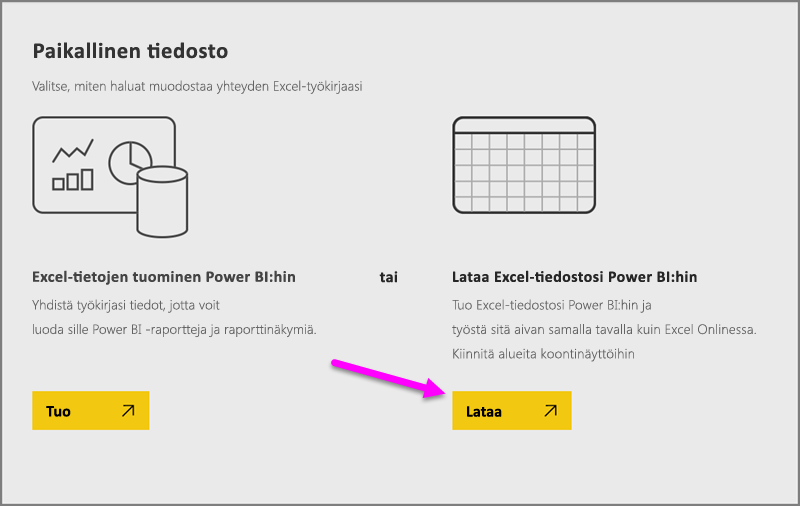 Paikallinen tiedosto
Valitse, miten haluat muodostaa yhteyden Excel-työkirjaasi
Excel-tietojen tuominen Power BI:hin
Yhdistä työkirjasi tiedot, jotta voit
luoda sille Power BI -raportteja ja raporttinäkymiä.
Tuo
tai
Lataa Excel-tiedostosi Power BI:hin
Tuo Excel-tiedostosi Power BI:hin ja
työstä sitä aivan samalla tavalla kuin Excel Onlinessa.
Kiinnitä alueita koontinäyttöihin
Lataa